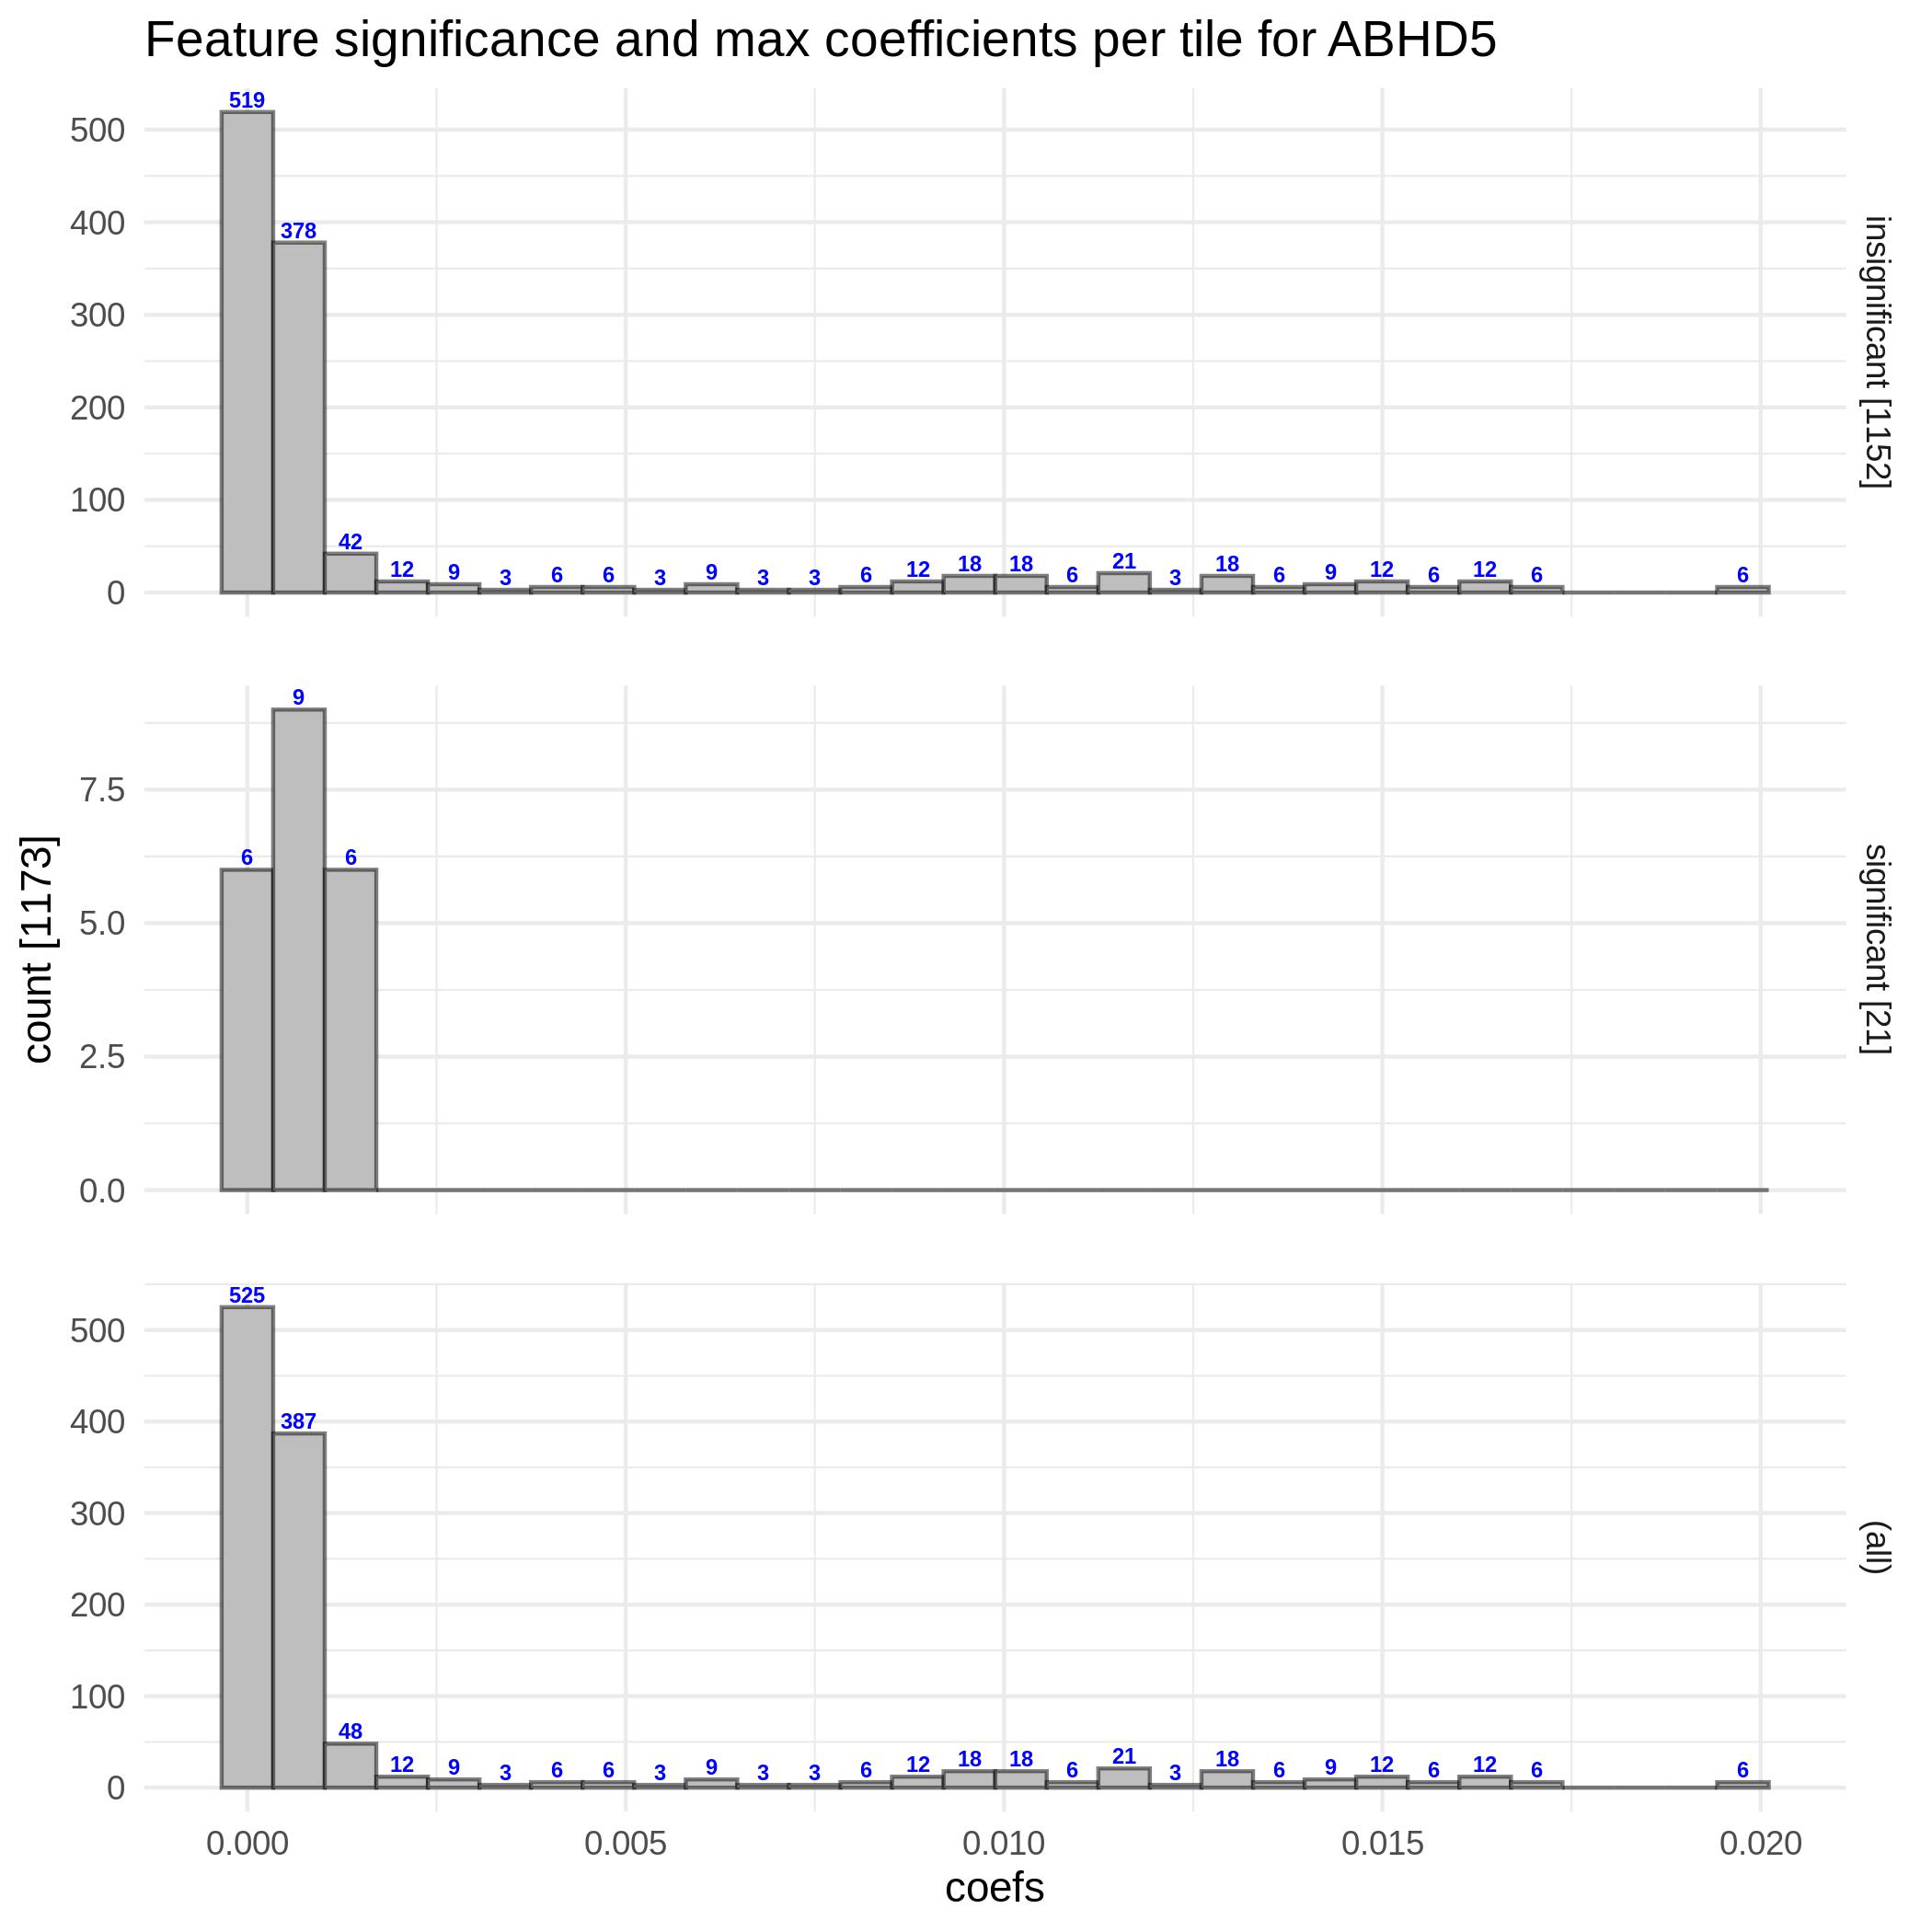 Feature significance and max coefficients per tile for ABHD5
519
500
400
378
300
200
100
42
12 9 3 6 6 3 9 3 3 6 12 18 18 6 21 3 18 6 9 12 6 12 6 6
0
insignificant [1152]
9
7.5
6 6
5.0
2.5
0.0
significant [21]
count [1173]
525
500
400
387
300
200
100
48
12 9 3 6 6 3 9 3 3 6 12 18 18 6 21 3 18 6 9 12 6 12 6 6
0
(all)
0.000 0.005 0.010 0.015 0.020
coefs